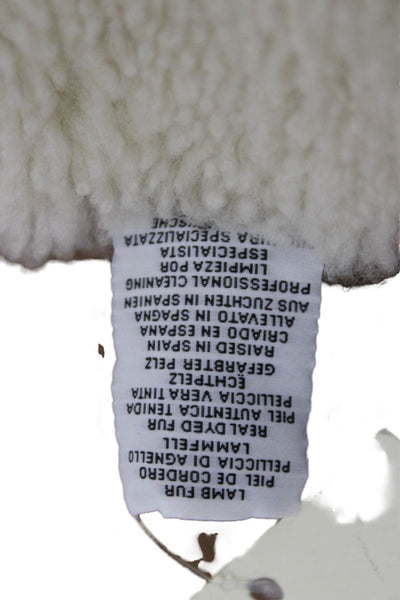 LAMB FUR
PIEL DE CORDERO
PELLICCIA DI AGNELLO
LAMMFELL
REAL DYED FUR
PIEL AUTENTICA TENIDA
PELLICCIA VERA TINTA
ECHTPELZ
GEFÄRBTER PELZ
RAISED IN SPAIN
CRIADO EN ESPANA
ALLEVATO IN SPAGNA
AUS ZUCHTEN IN SPANIEN
PROFESSIONAL CLEANING
LIMPIEZA POR
ESPECIALISTA
SPECIALIZZATA